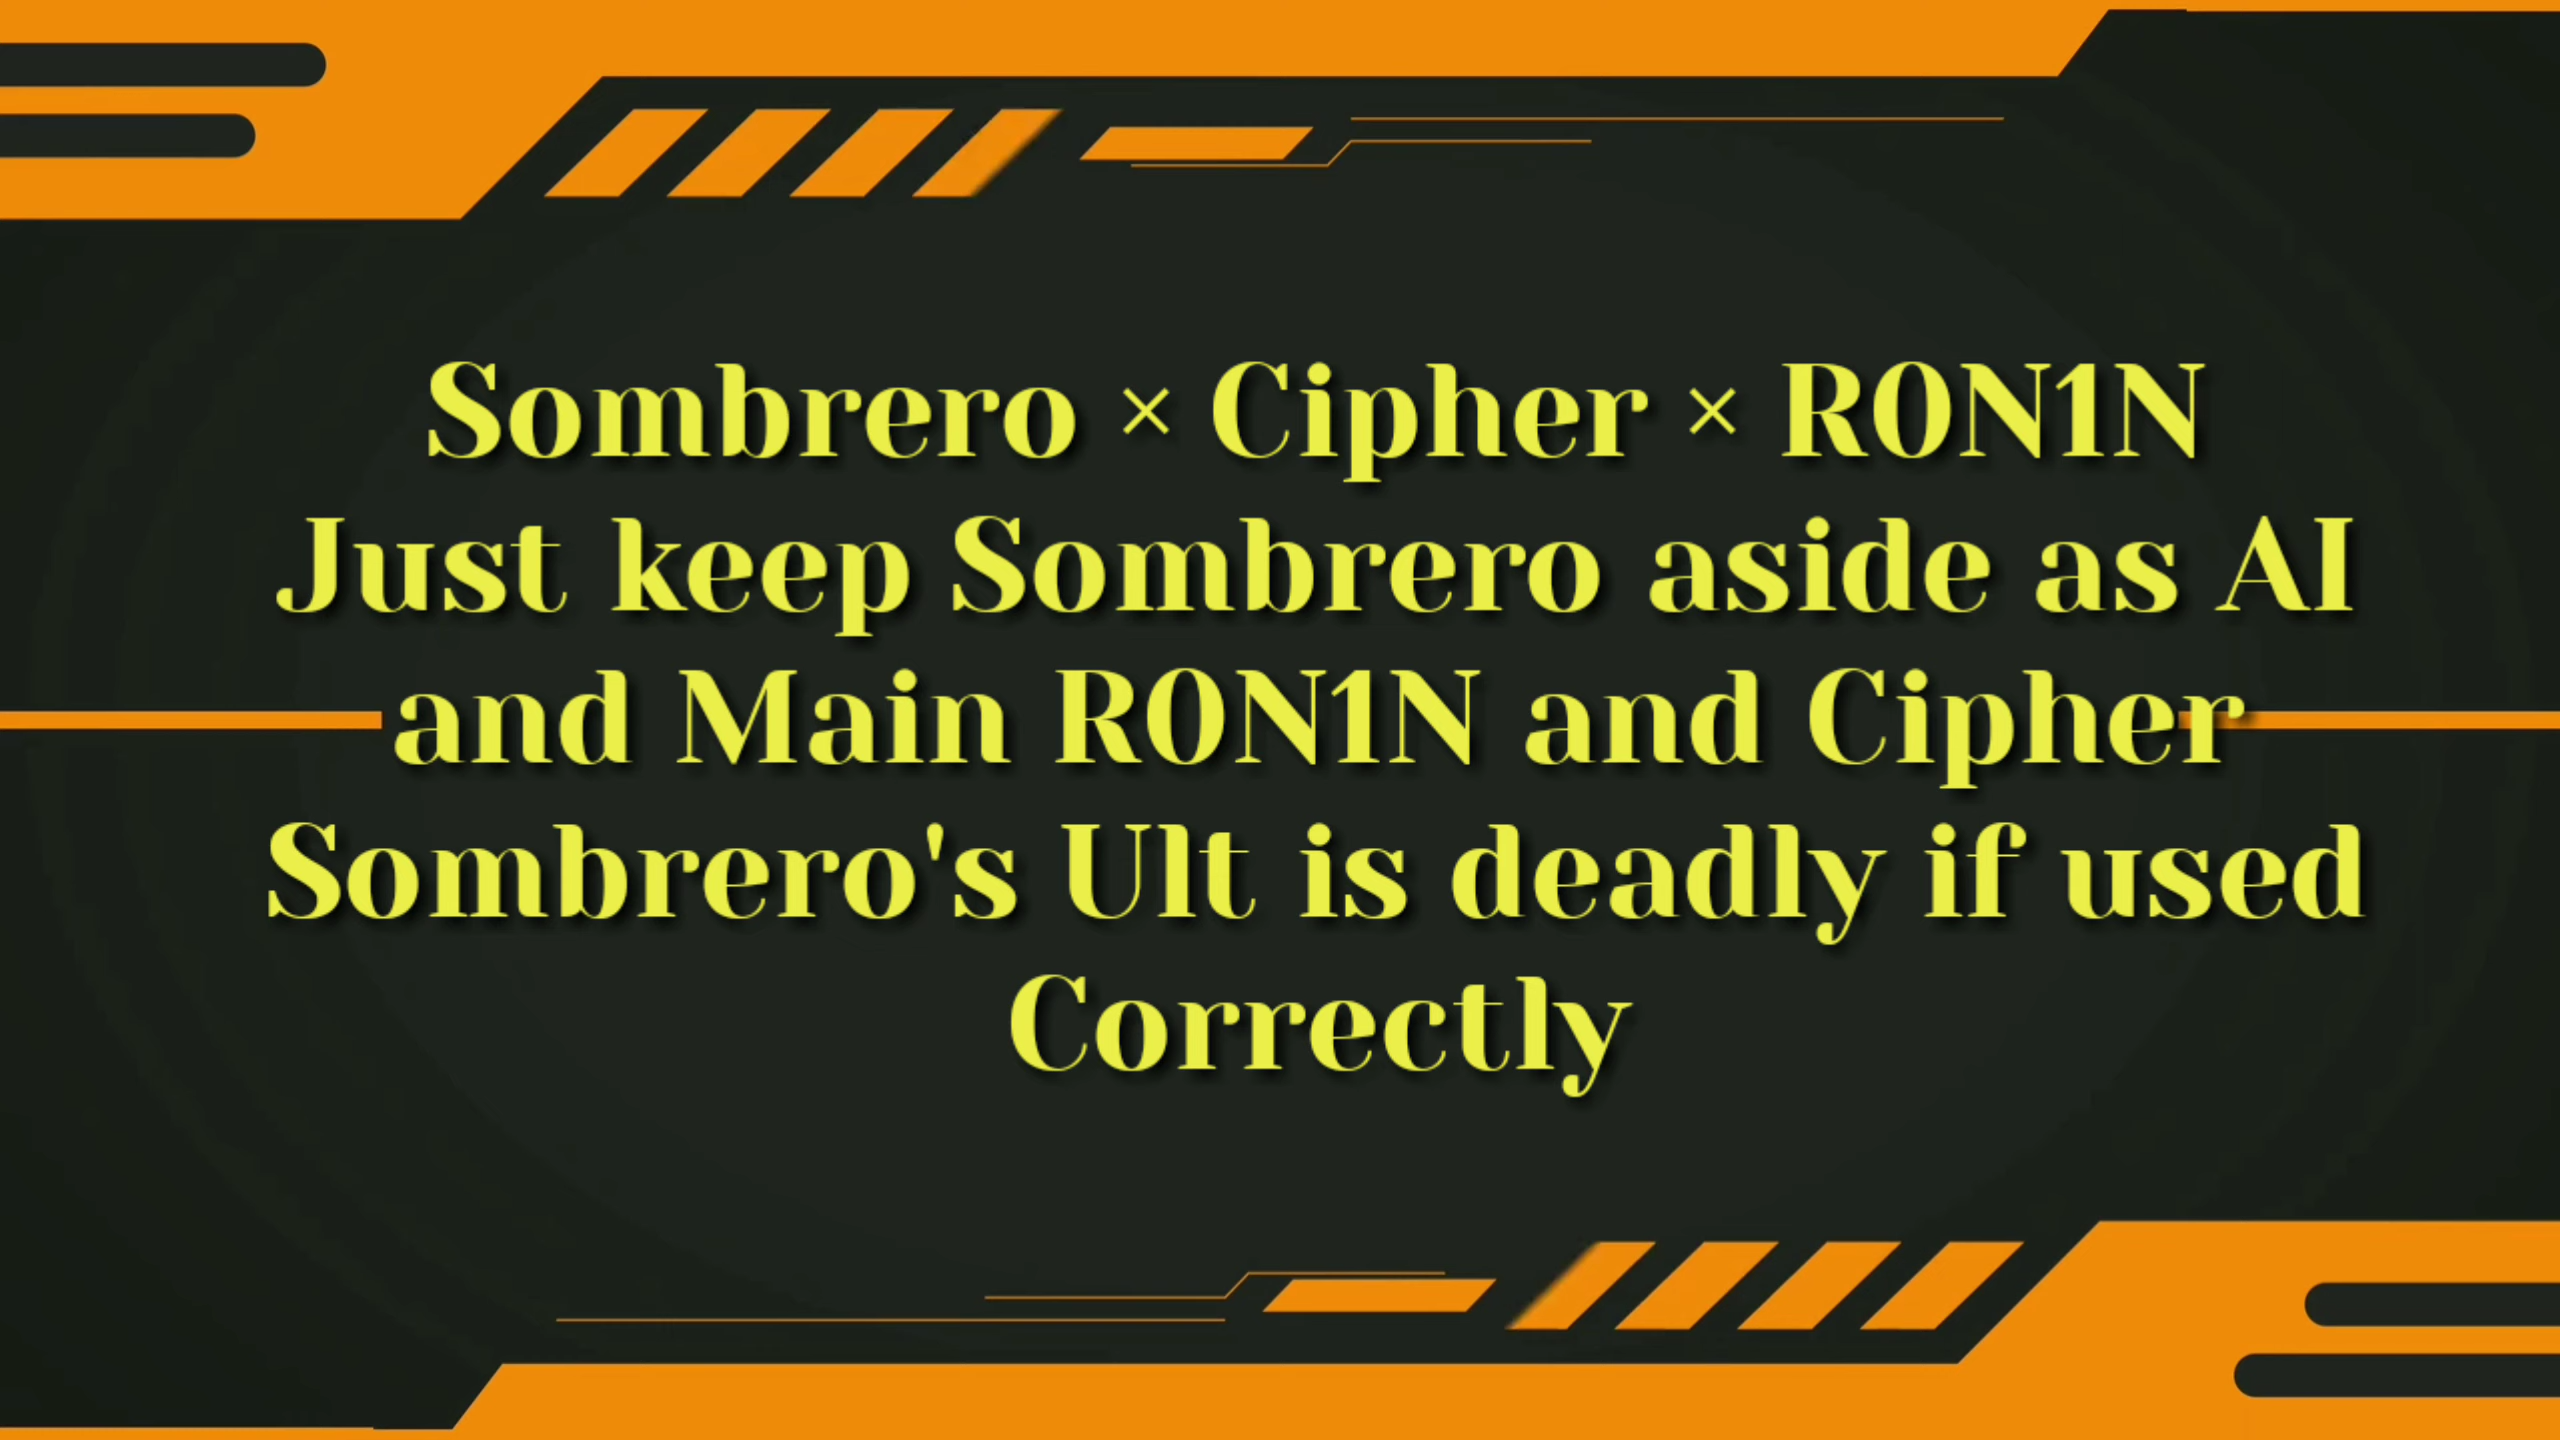 Sombrero × Cipher × R0N1N
Just keep Sombrero aside as AI
and Main R0N1N and Cipher
Sombrero's Ult is deadly if used
Correctly